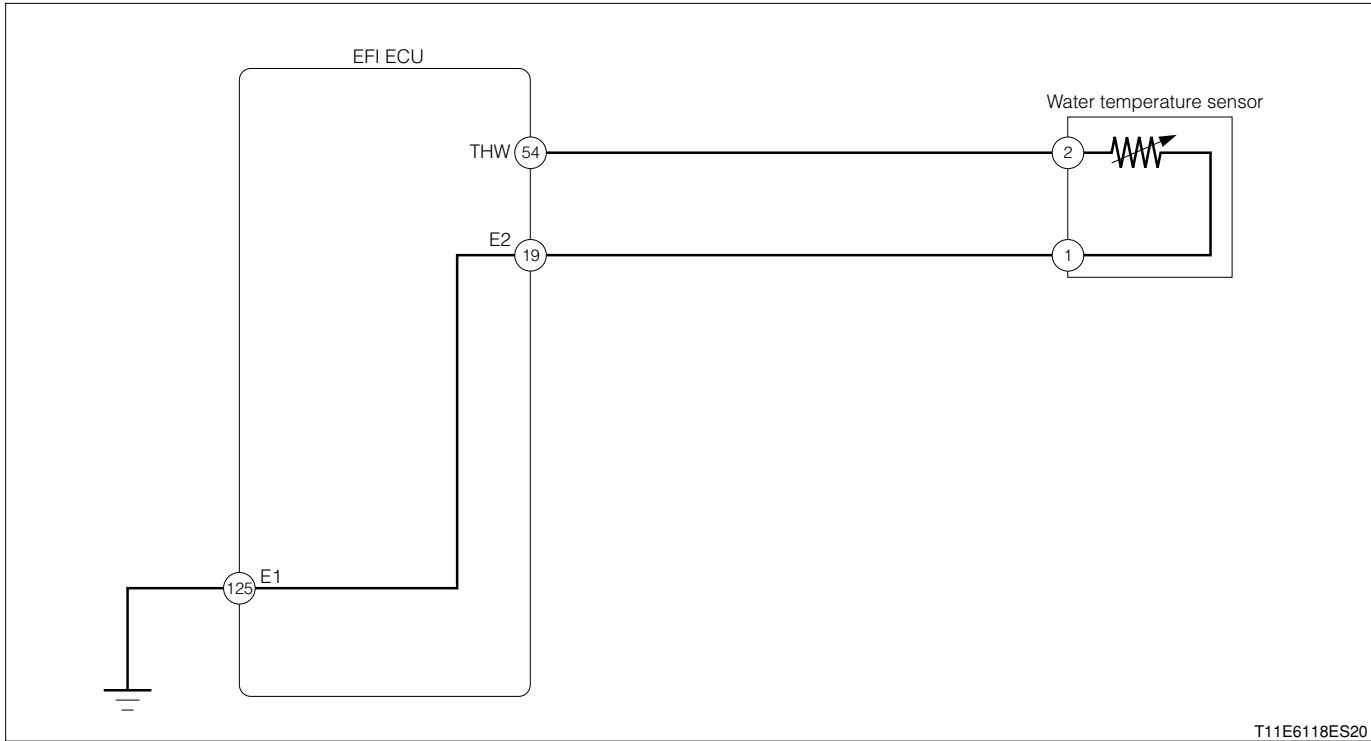 EFI ECU
Water temperature sensor
THW 54
2
E2
19
1
125 E1
T11E6118ES20